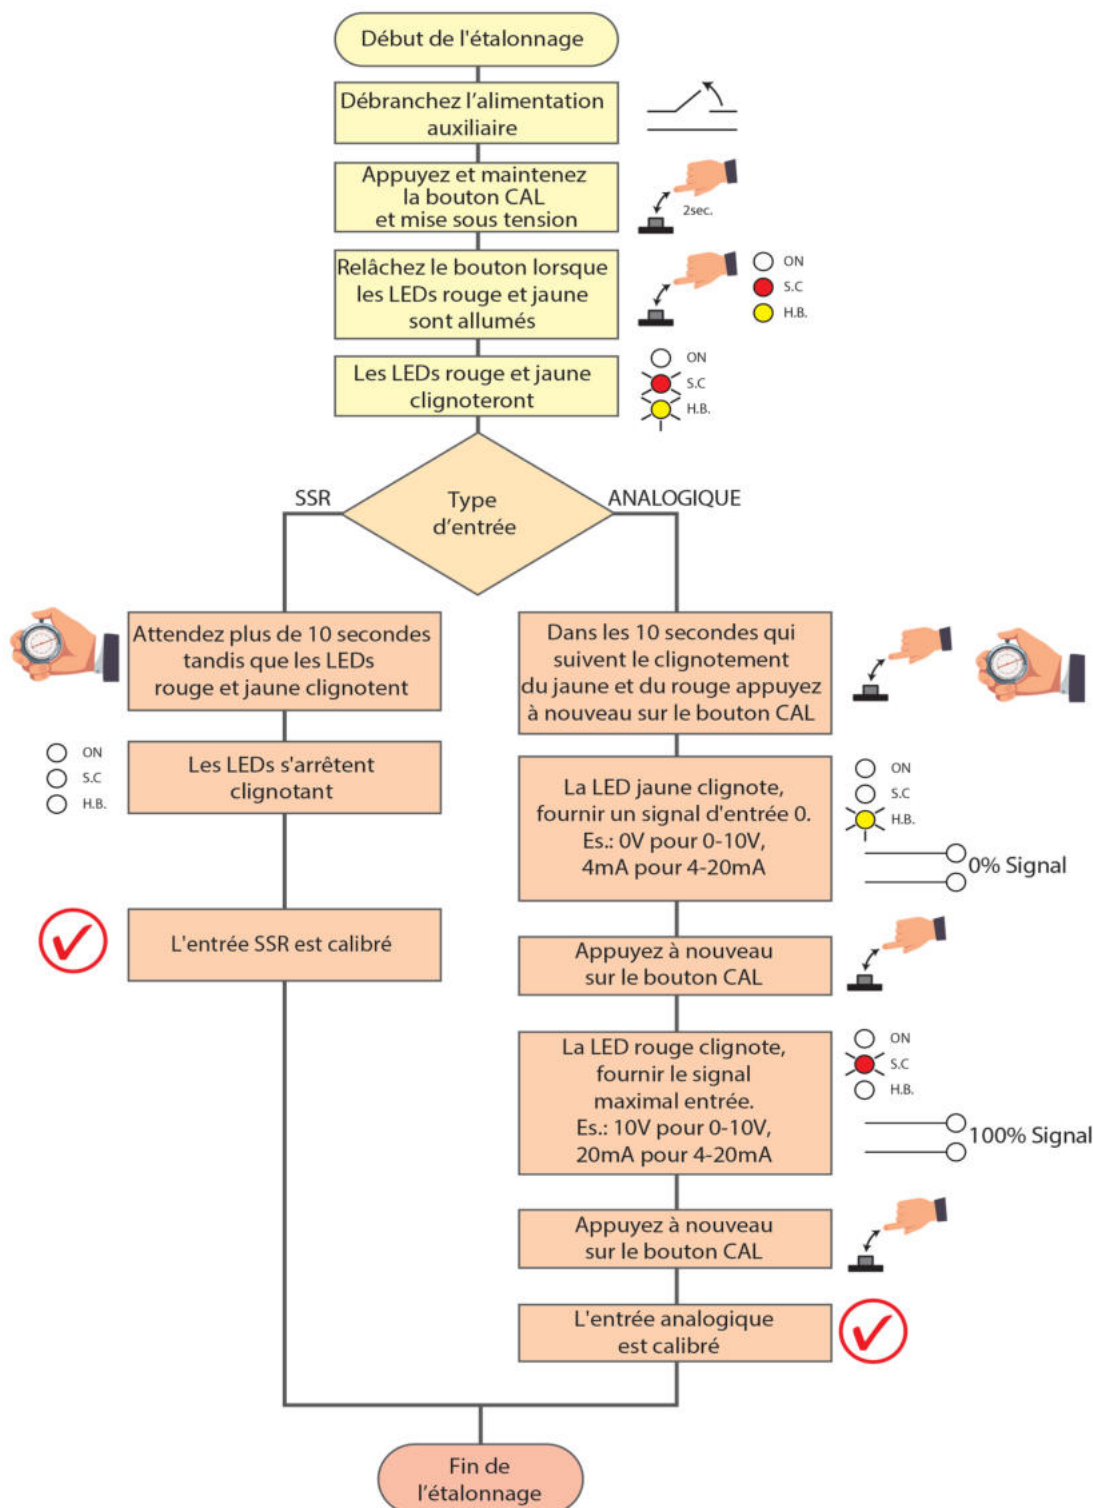 Début de l'étalonnage
Débranchez l'alimentation
auxiliaire
Appuyez et maintenez
la bouton CAL
et mise sous tension
2sec.
Relâchez le bouton lorsque
les LEDs rouge et jaune
sont allumés
ON
S.C
H.B.
Les LEDs rouge et jaune
clignoteront
ON
S.C
H.B.
SSR
Type
d'entrée
ANALOGIQUE
Attendez plus de 10 secondes
tandis que les LEDs
rouge et jaune clignotent
ON
S.C
H.B.
Les LEDs s'arrêtent
clignotant
L'entrée SSR est calibré
Dans les 10 secondes qui
suivent le clignotement
du jaune et du rouge appuyez
à nouveau sur le bouton CAL
La LED jaune clignote,
fournir un signal d'entrée 0.
Es.: 0V pour 0-10V,
4mA pour 4-20mA
ON
S.C
H.B.
0% Signal
Appuyez à nouveau
sur le bouton CAL
La LED rouge clignote,
fournir le signal
maximal entrée.
Es.: 10V pour 0-10V,
20mA pour 4-20mA
ON
S.C
H.B.
100% Signal
Appuyez à nouveau
sur le bouton CAL
L'entrée analogique
est calibré
Fin de
l'étalonnage